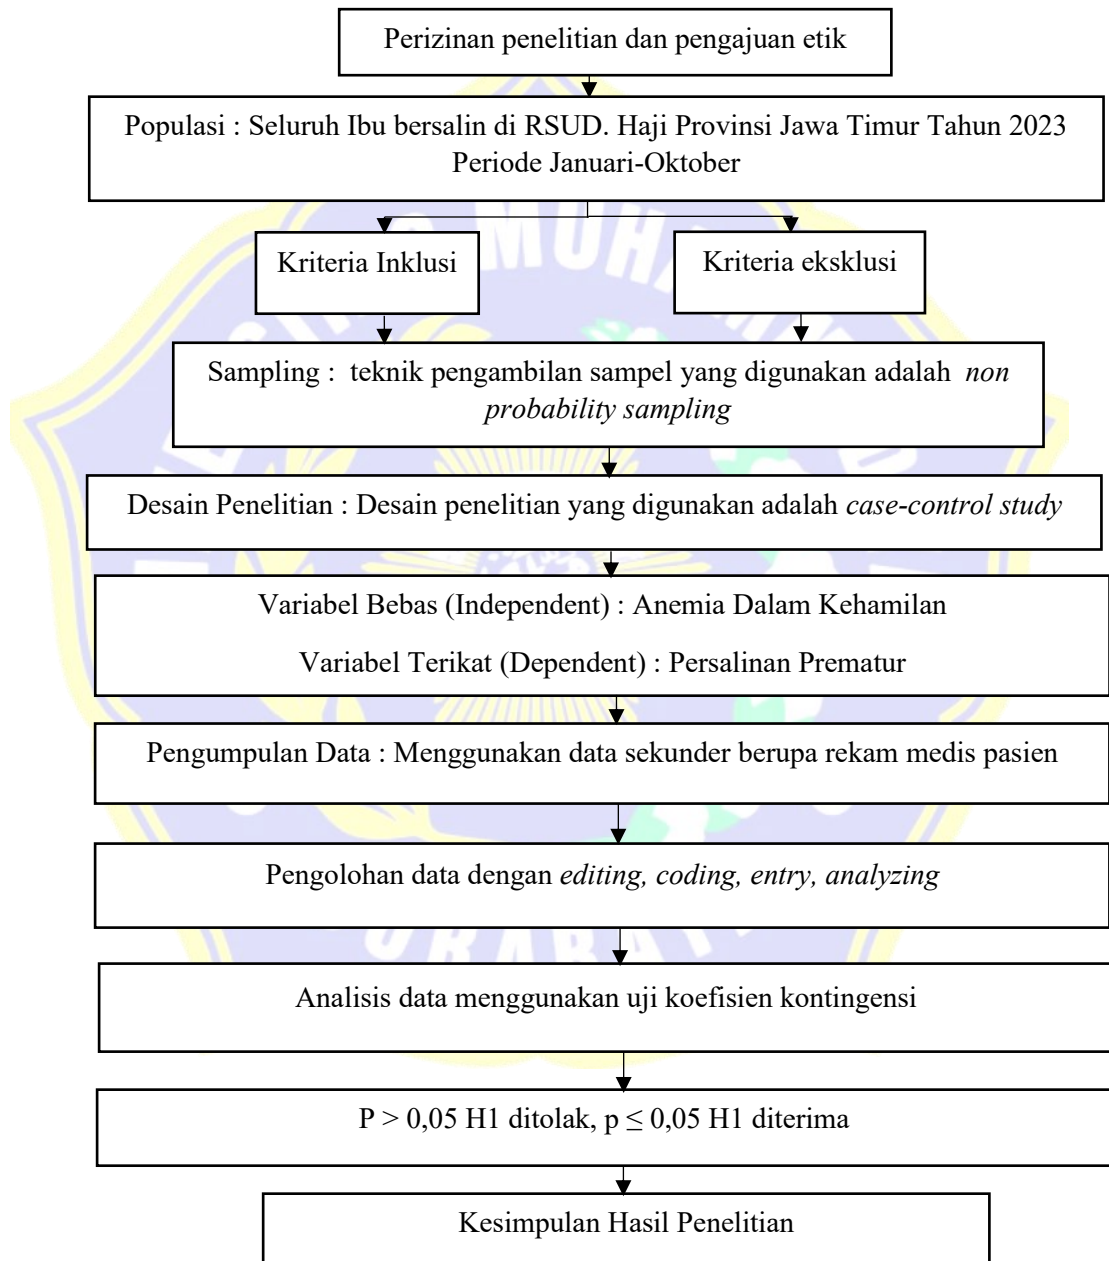 Perizinan penelitian dan pengajuan etik
Populasi : Seluruh Ibu bersalin di RSUD. Haji Provinsi Jawa Timur Tahun 2023
Periode Januari-Oktober
Kriteria Inklusi
Kriteria eksklusi
Sampling : teknik pengambilan sampel yang digunakan adalah non
probability sampling
Desain Penelitian : Desain penelitian yang digunakan adalah case-control study
Variabel Bebas (Independent) : Anemia Dalam Kehamilan
Variabel Terikat (Dependent) : Persalinan Prematur
Pengumpulan Data : Menggunakan data sekunder berupa rekam medis pasien
Pengolohan data dengan editing, coding, entry, analyzing
Analisis data menggunakan uji koefisien kontingensi
P > 0,05 H1 ditolak, p ≤ 0,05 H1 diterima
Kesimpulan Hasil Penelitian